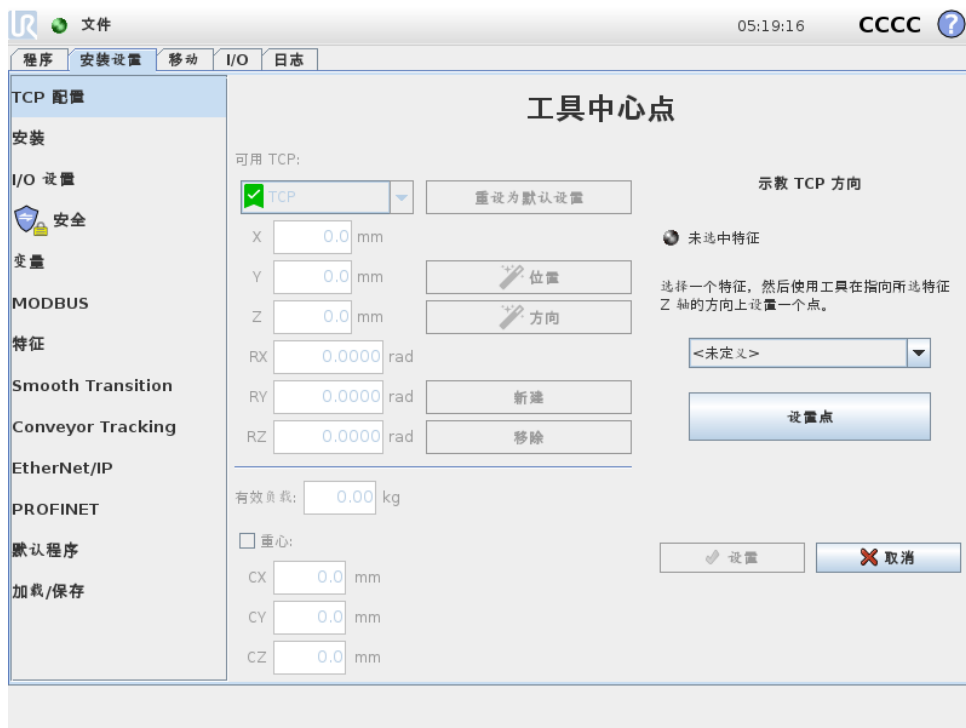 UR 文件 05:19:16 CCCC ?
程序 安装设置 移动 I/O 日志
TCP 配置
安装
I/O 设置
安全
变量
MODBUS
特征
Smooth Transition
Conveyor Tracking
EtherNet/IP
PROFINET
默认程序
加载/保存
工具中心点
可用 TCP:
TCP 重设为默认设置
X 0.0 mm
Y 0.0 mm 位置
Z 0.0 mm 方向
RX 0.0000 rad
RY 0.0000 rad 新建
RZ 0.0000 rad 移除
有效负载: 0.00 kg
重心:
CX 0.0 mm
CY 0.0 mm
CZ 0.0 mm
示教 TCP 方向
未选中特征
选择一个特征，然后使用工具在指向所选特征
Z 轴的方向上设置一个点。
<未定义>
设置点
设置 取消